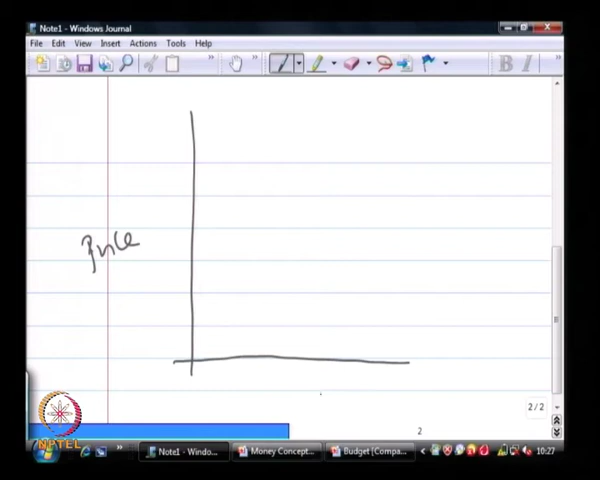 Note1 - Windows Journal
File Edit View Insert Actions Tools Help
B I
Price
2/2
2
NPTEL
Note1 - Windo...
Money Concept...
Budget [Compa...
10:27